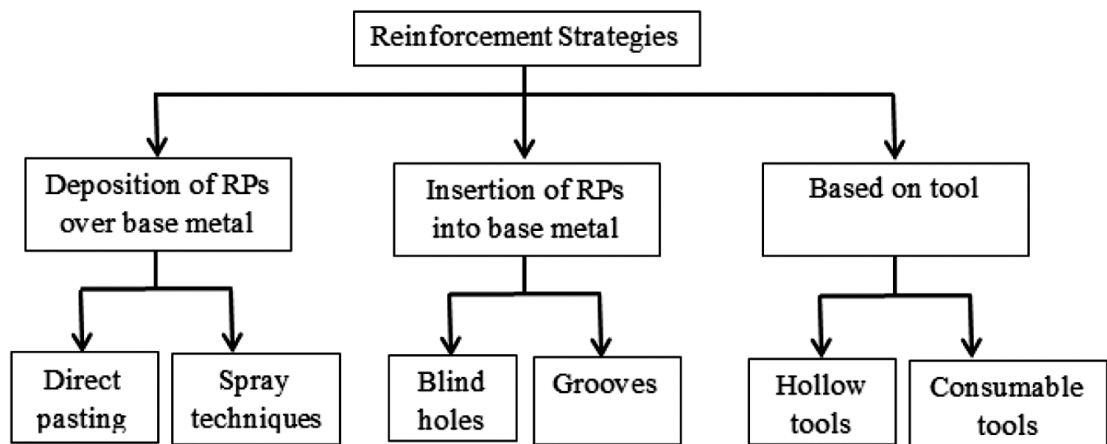 Reinforcement Strategies
Deposition of RPs
over base metal
Insertion of RPs
into base metal
Based on tool
Direct
pasting
Spray
techniques
Blind
holes
Grooves
Hollow
tools
Consumable
tools